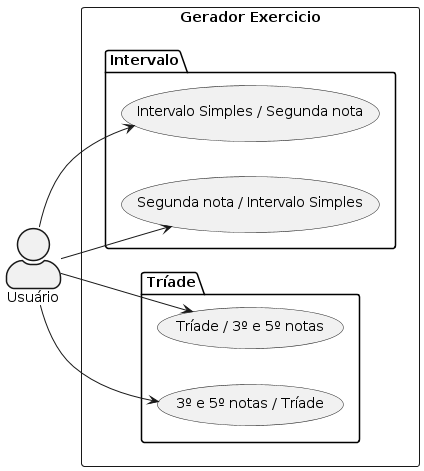 Gerador Exercicio
Intervalo
Intervalo Simples / Segunda nota
Segunda nota / Intervalo Simples
Usuário
Tríade
Tríade / 3º e 5º notas
3º e 5º notas / Tríade